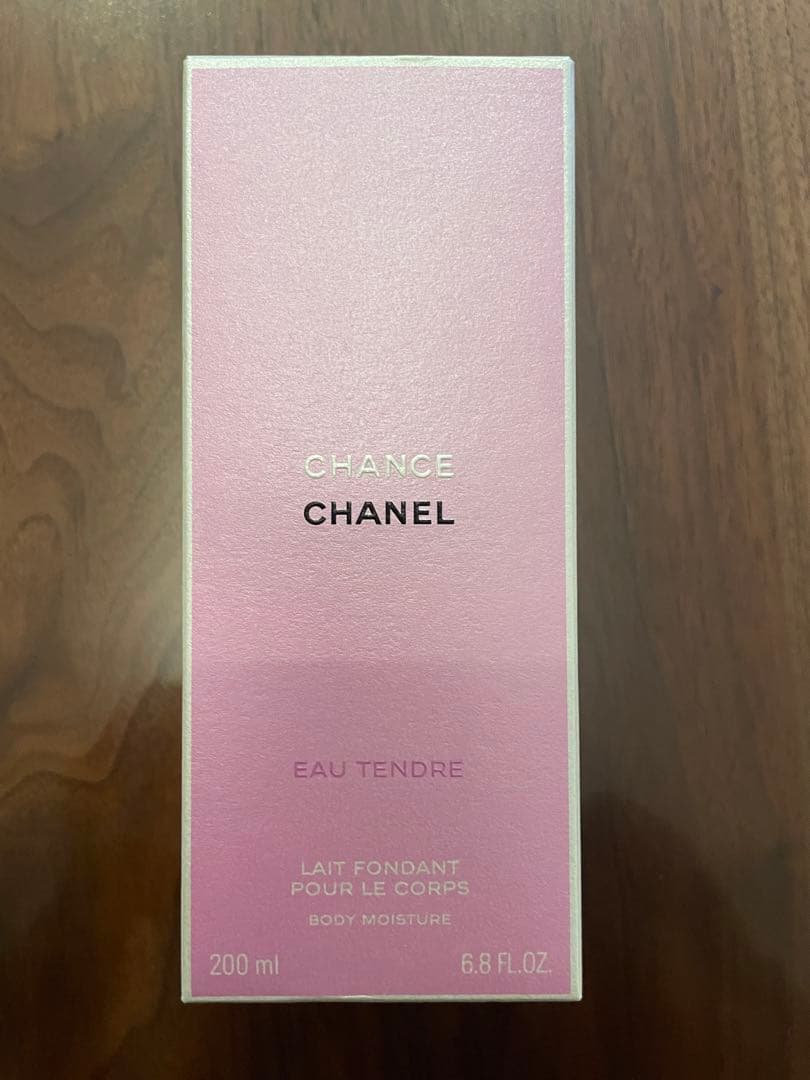 CHANCE
CHANEL
EAU TENDRE
LAIT FONDANT
POUR LE CORPS
BODY MOISTURE
200 ml 6.8 FL.OZ.